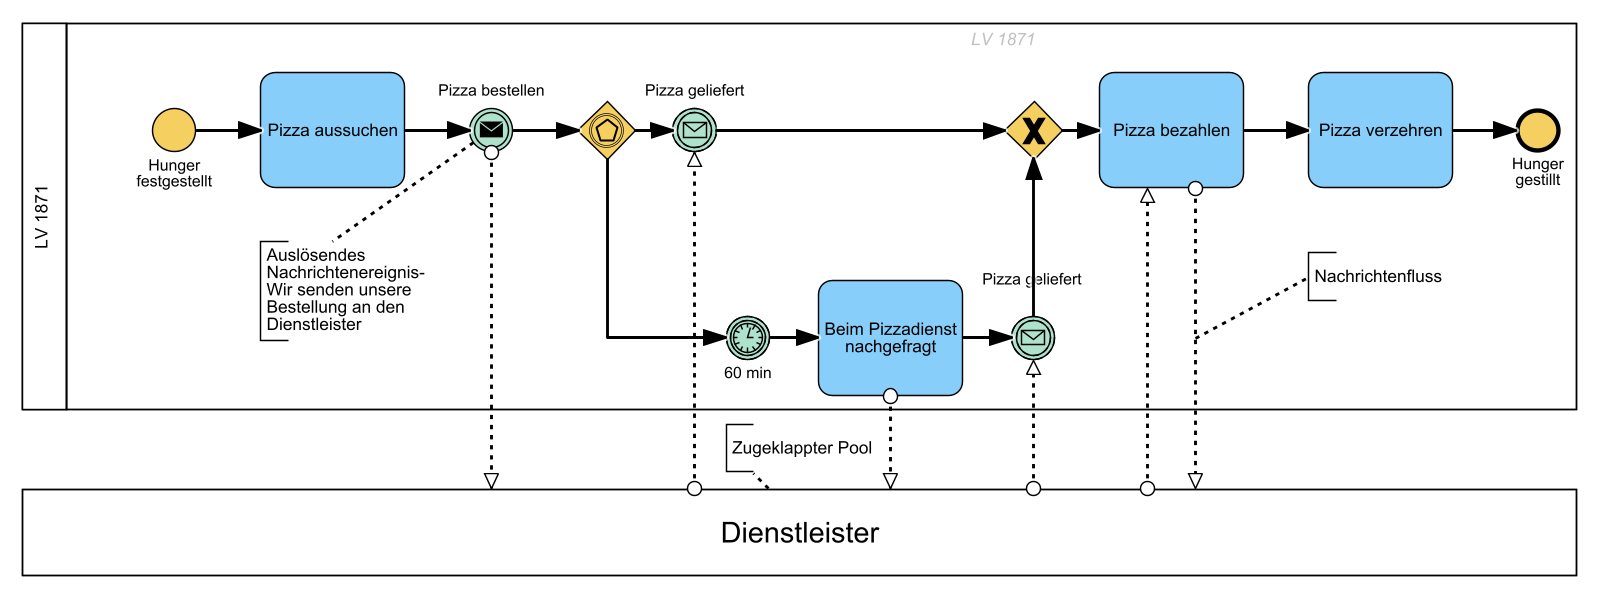 LV 1871
LV 1871
Pizza bestellen
Pizza geliefert
Pizza aussuchen
Pizza bezahlen
Pizza verzehren
Hunger
festgestellt
Hunger
gestillt
Auslösendes
Nachrichtenereignis-
Wir senden unsere
Bestellung an den
Dienstleister
Pizza geliefert
Nachrichtenfluss
Beim Pizzadienst
nachgefragt
60 min
Zugeklappter Pool
Dienstleister